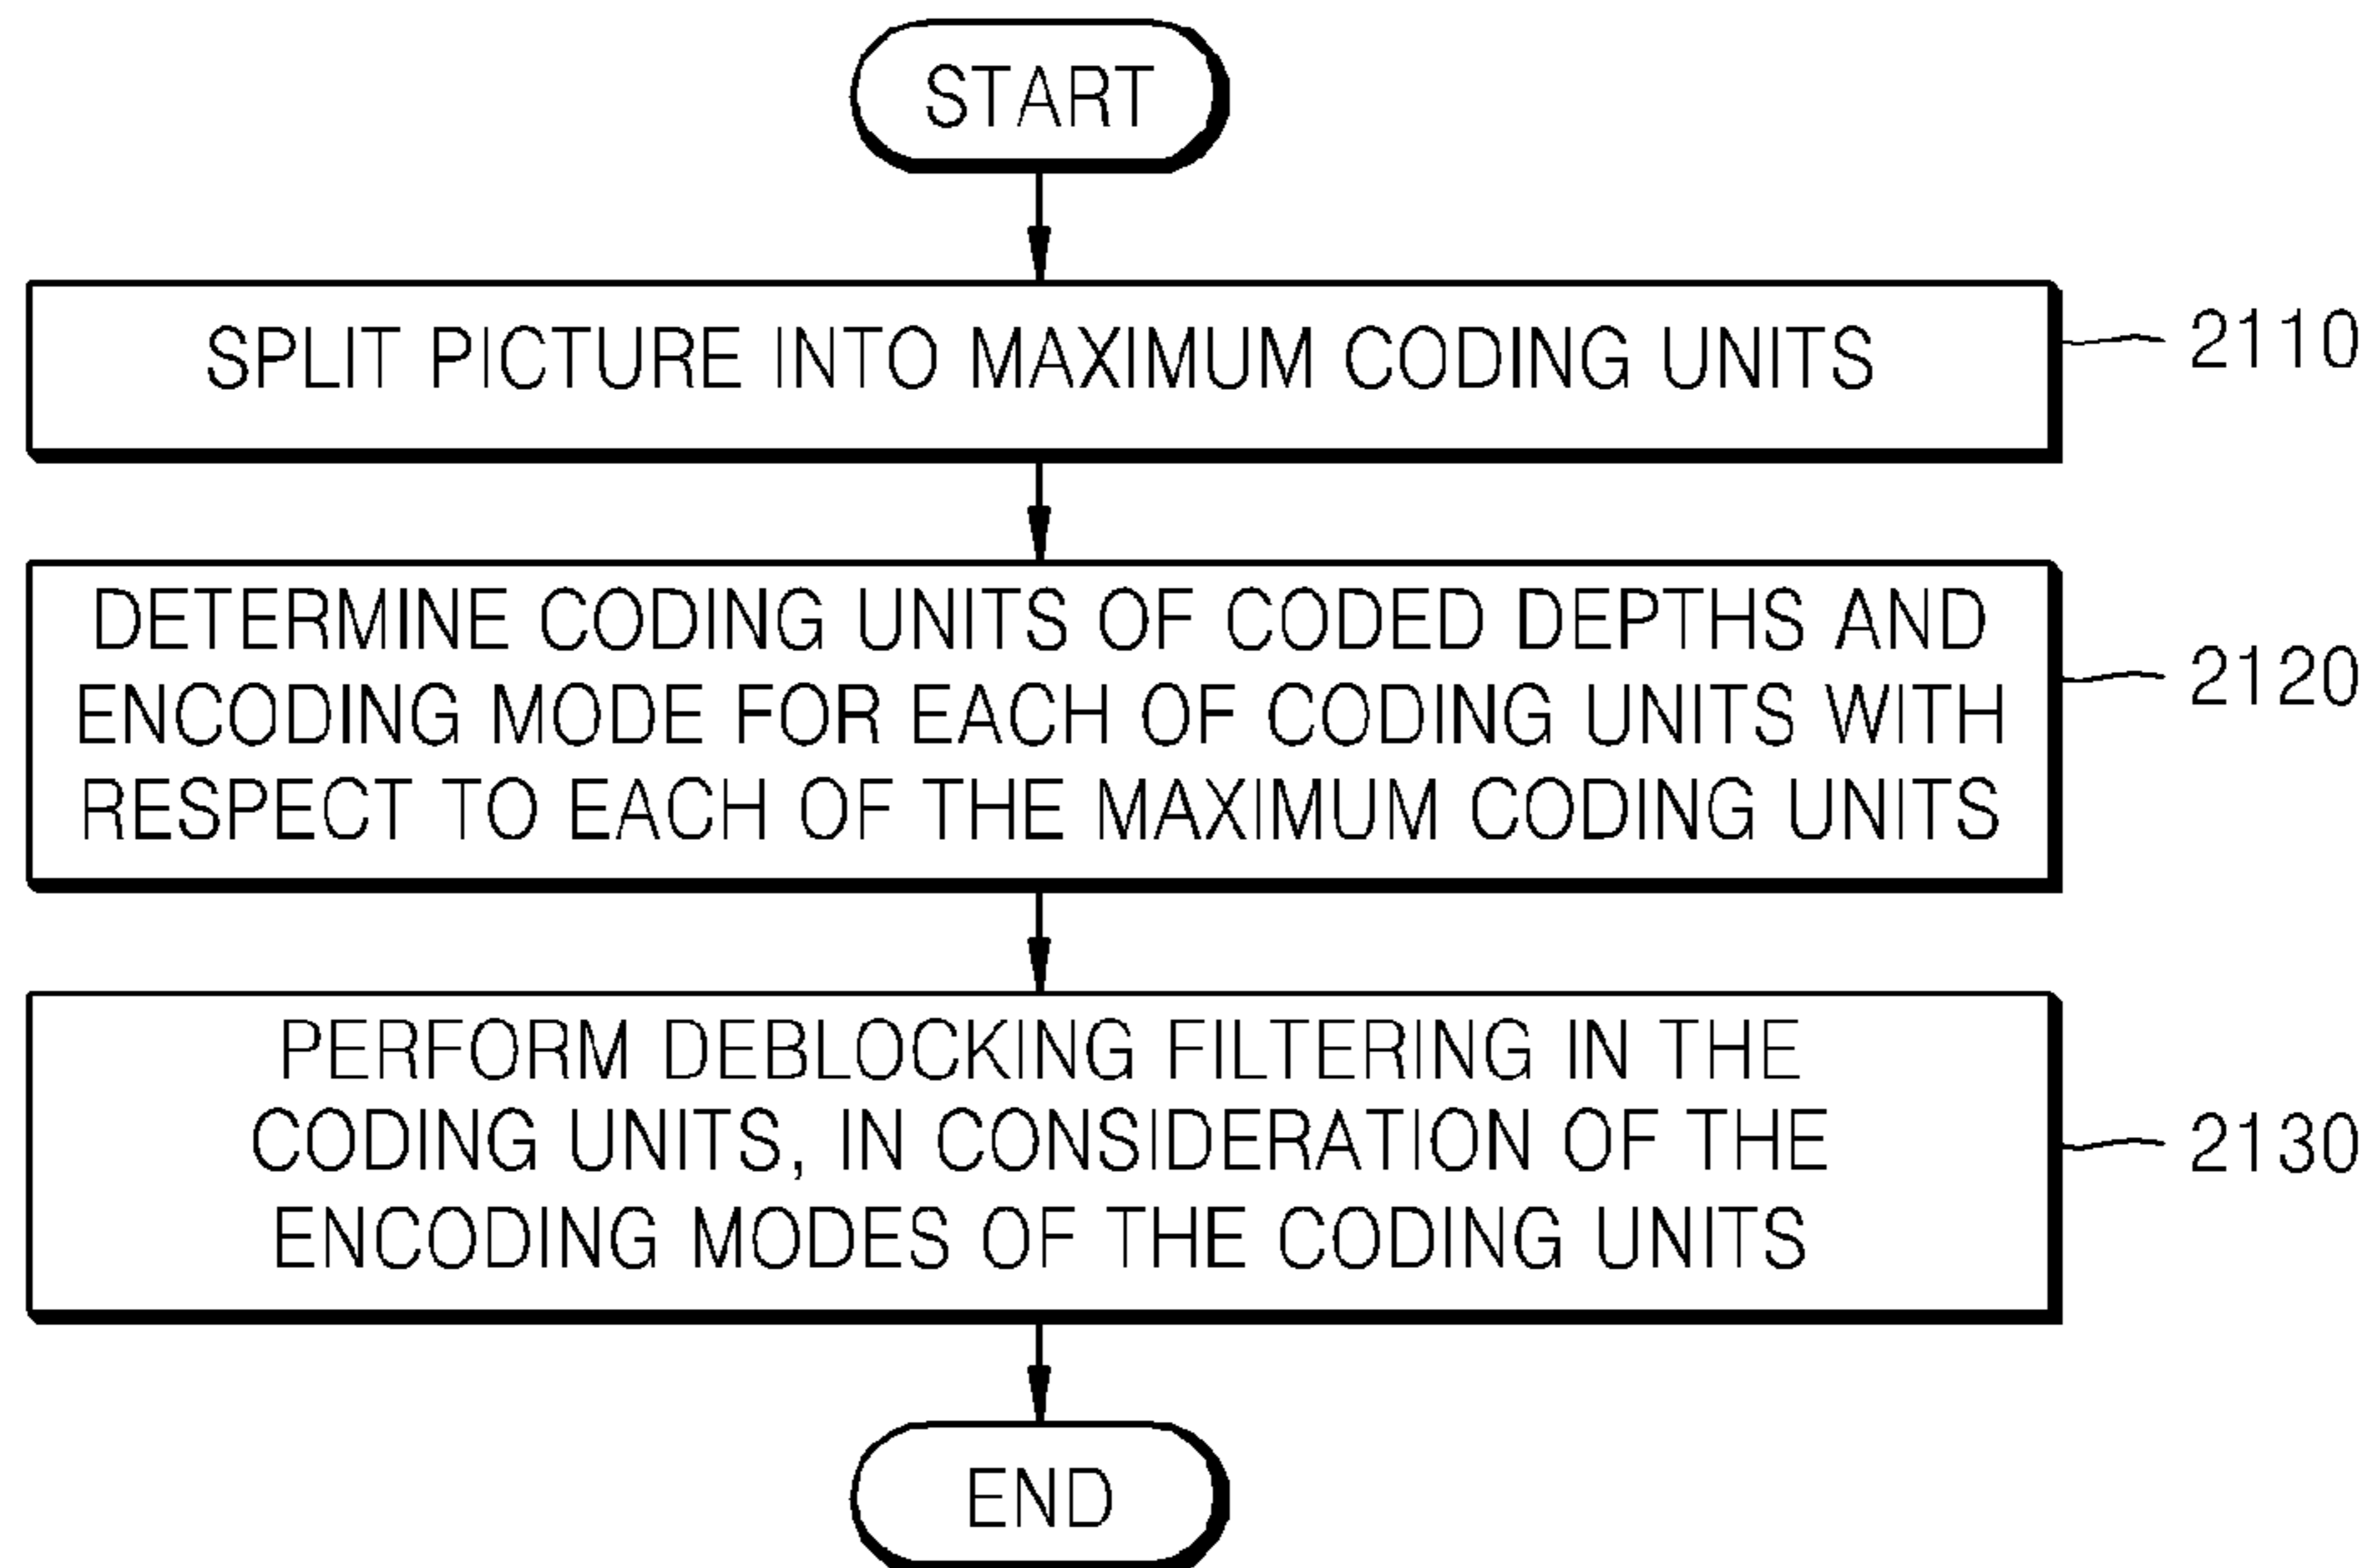 START
SPLIT PICTURE INTO MAXIMUM CODING UNITS
2110
DETERMINE CODING UNITS OF CODED DEPTHS AND
ENCODING MODE FOR EACH OF CODING UNITS WITH
RESPECT TO EACH OF THE MAXIMUM CODING UNITS
2120
PERFORM DEBLOCKING FILTERING IN THE
CODING UNITS, IN CONSIDERATION OF THE
ENCODING MODES OF THE CODING UNITS
2130
END